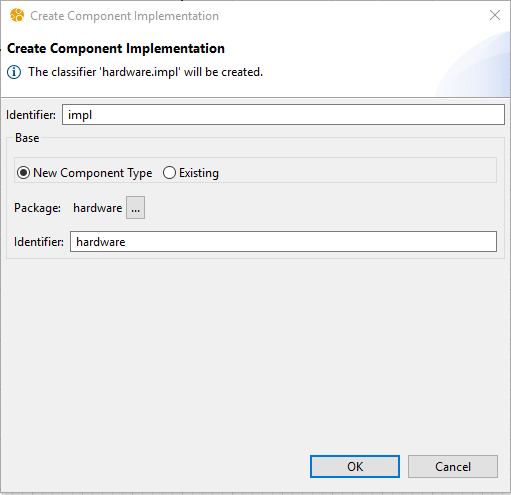 Create Component Implementation
Create Component Implementation
The classifier 'hardware.impl' will be created.
Identifier: impl
Base
New Component Type Existing
Package: hardware ...
Identifier: hardware
OK Cancel